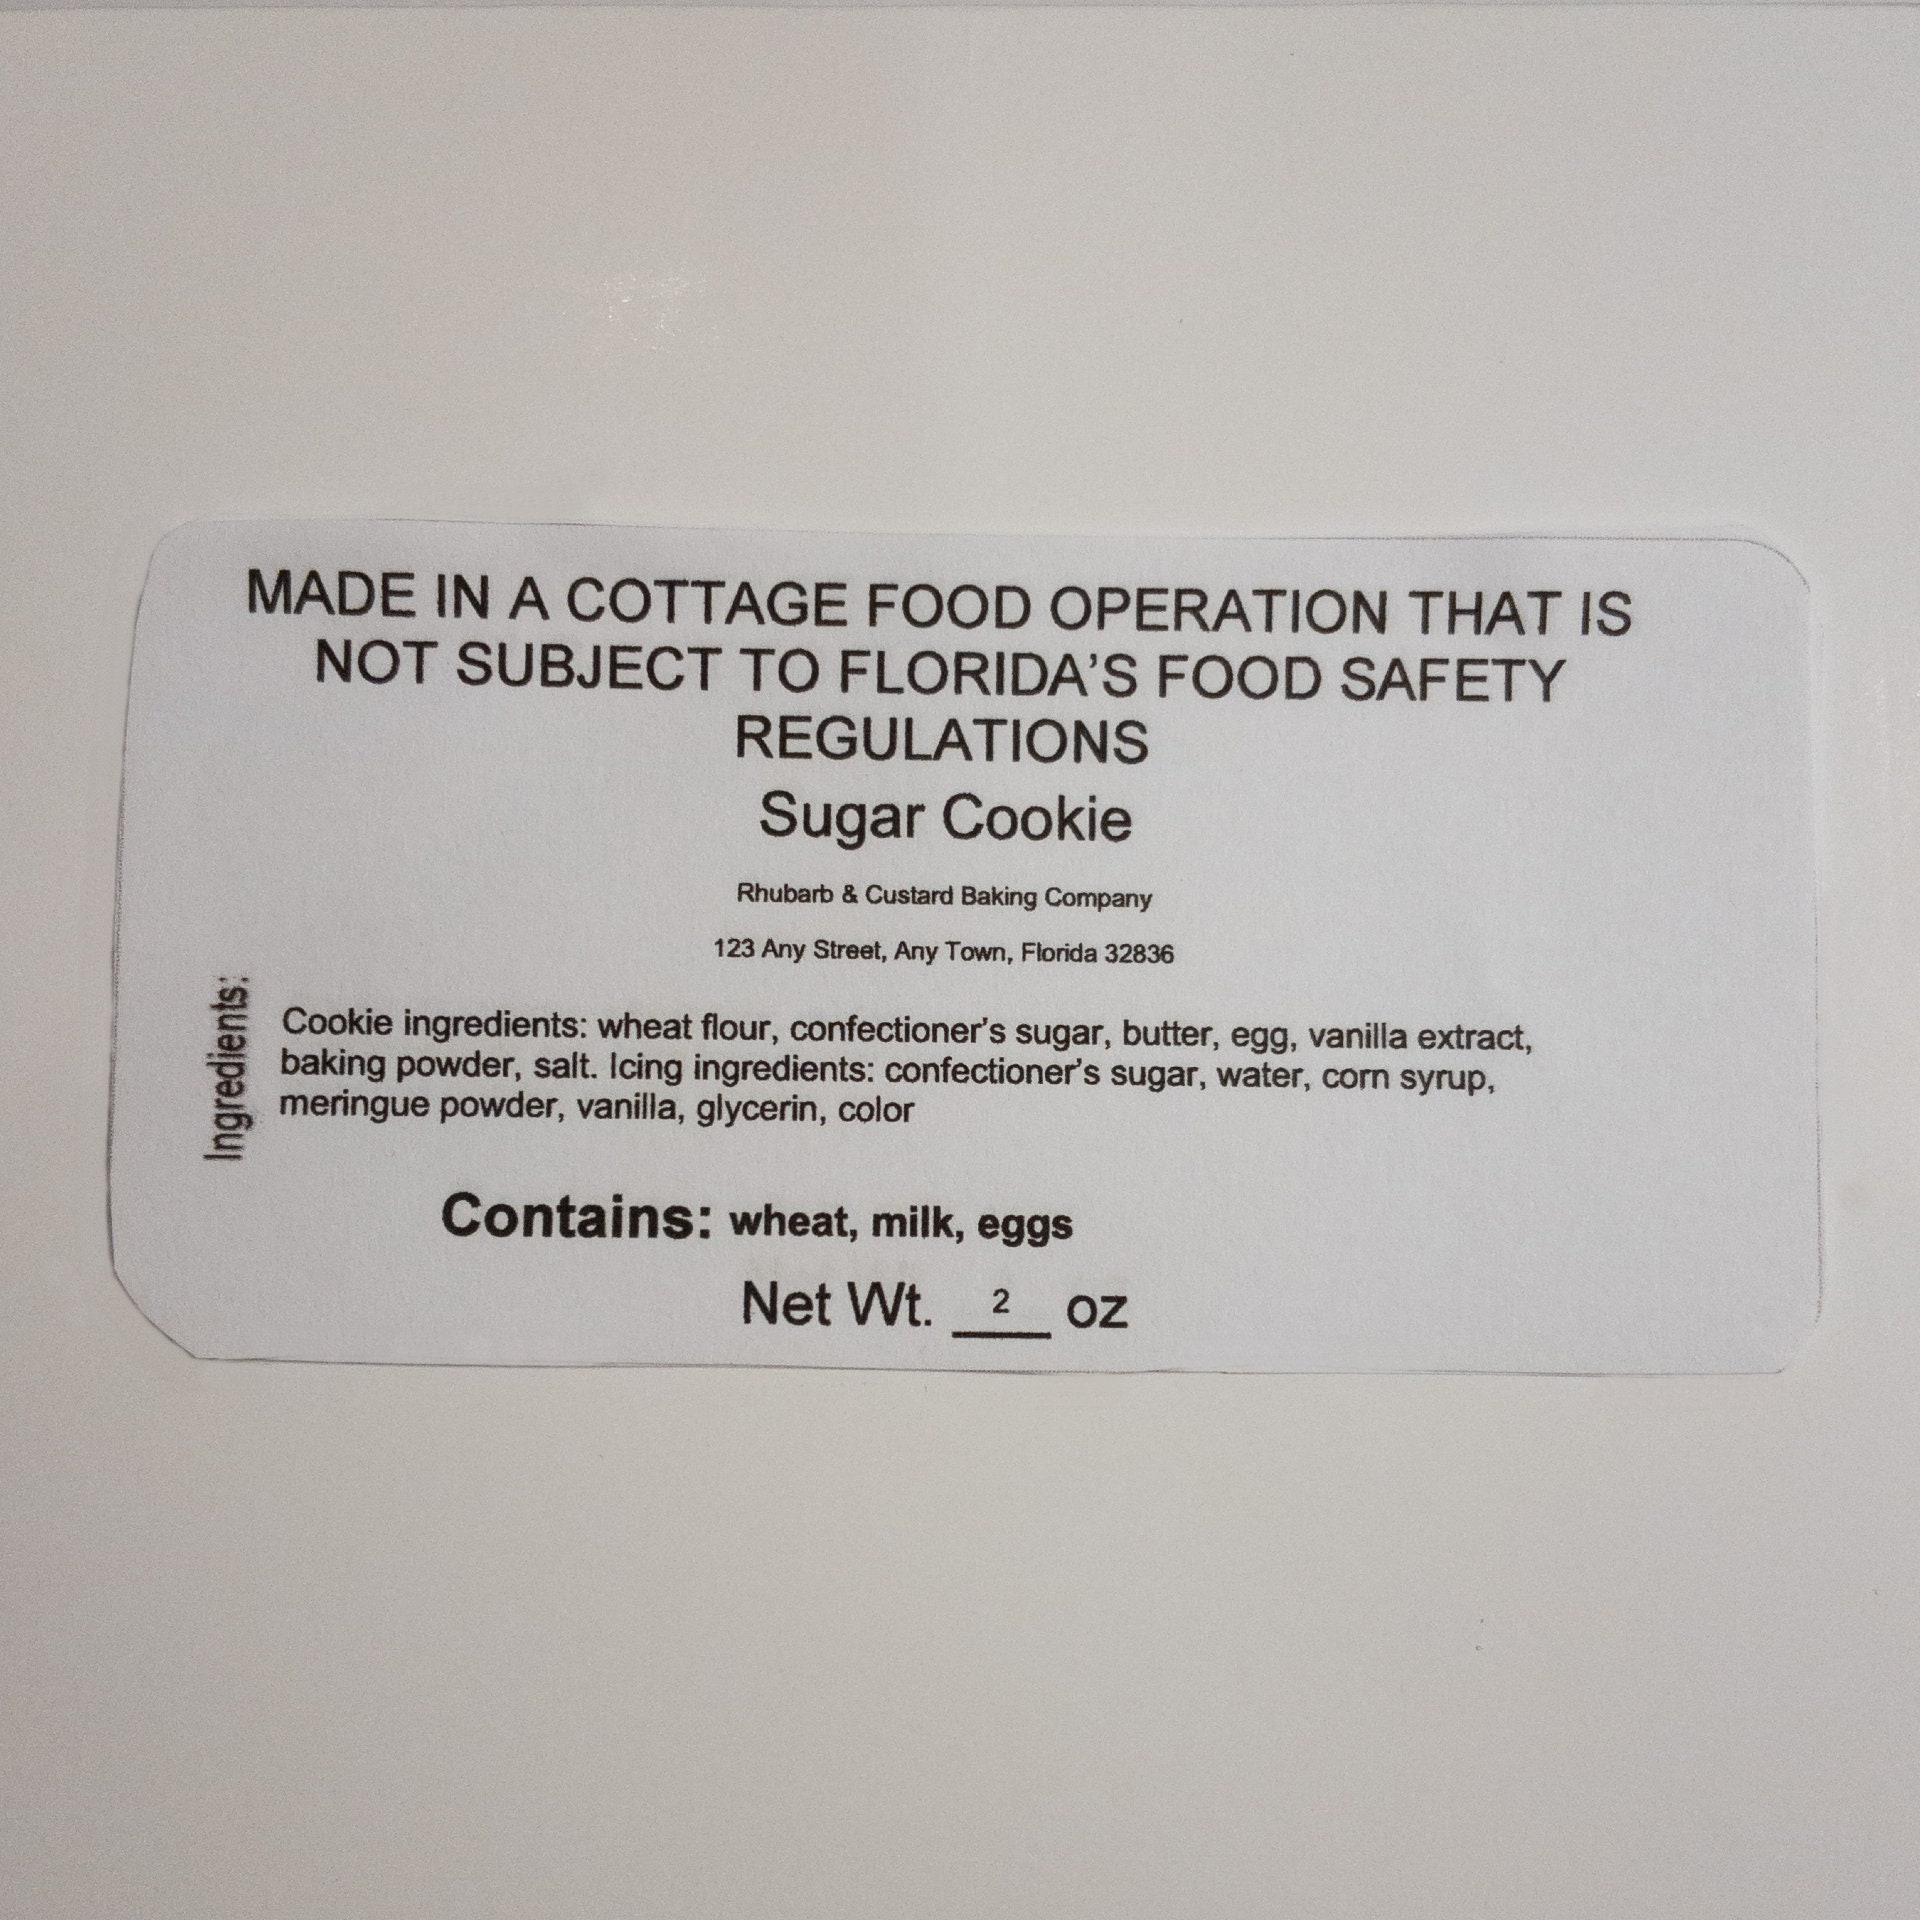 MADE IN A COTTAGE FOOD OPERATION THAT IS
NOT SUBJECT TO FLORIDA'S FOOD SAFETY
REGULATIONS
Sugar Cookie
Rhubarb & Custard Baking Company
123 Any Street, Any Town, Florida 32836
Ingredients:
Cookie ingredients: wheat flour, confectioner's sugar, butter, egg, vanilla extract,
baking powder, salt. Icing ingredients: confectioner's sugar, water, corn syrup,
meringue powder, vanilla, glycerin, color
Contains: wheat, milk, eggs
Net Wt. 2 oz